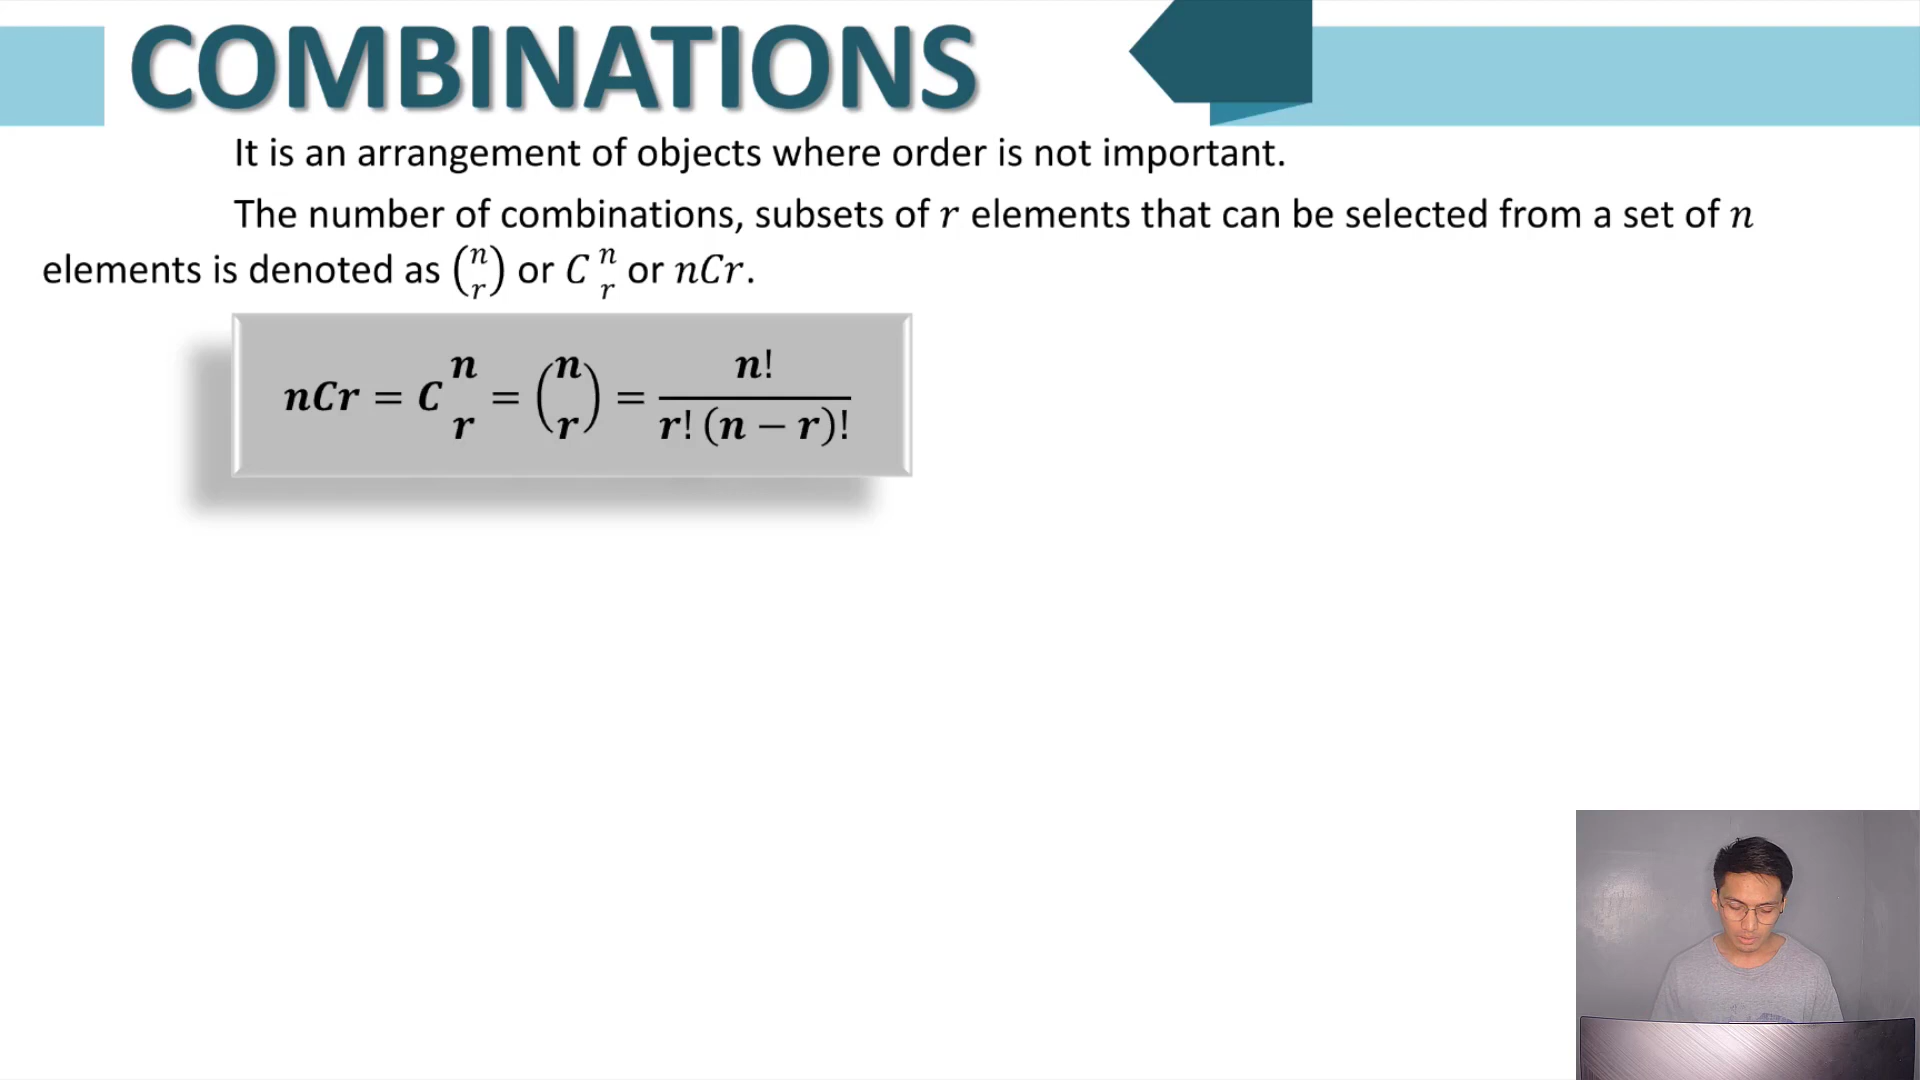 COMBINATIONS
It is an arrangement of objects where order is not important.
The number of combinations, subsets of r elements that can be selected from a set of n
elements is denoted as (n r) or C n r or nCr.
nCr = C n r = (n r) = n! / r! (n − r)!